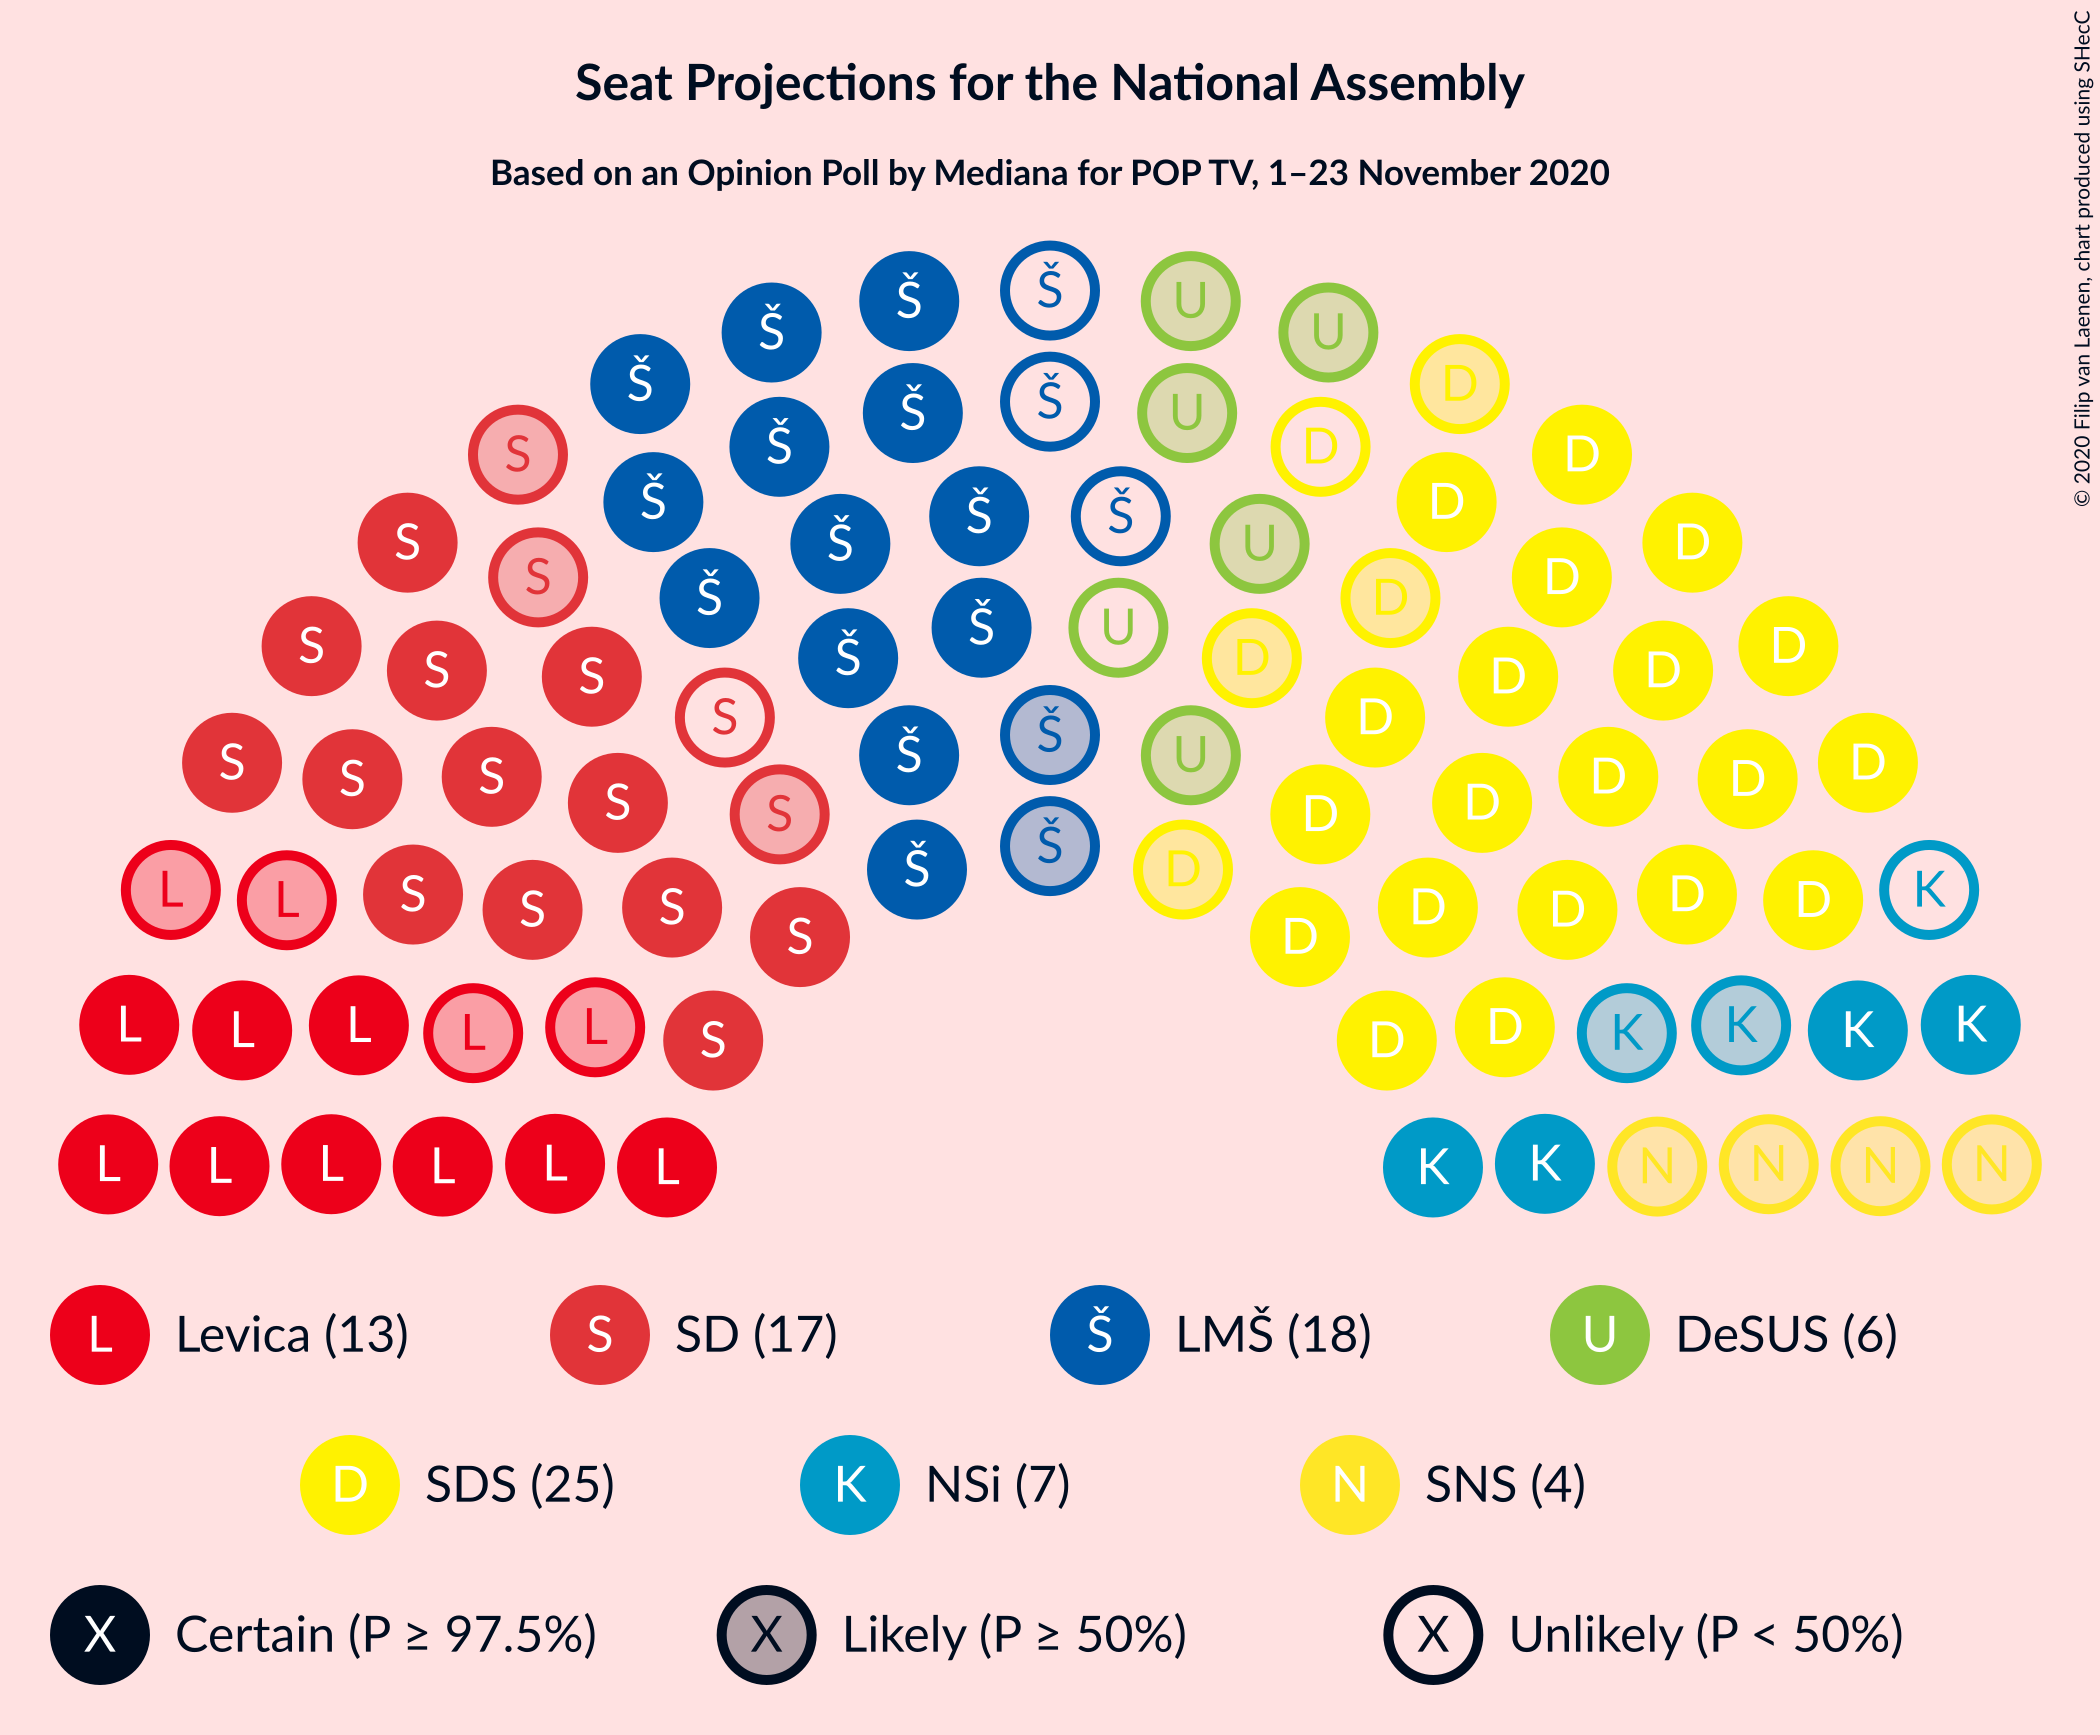 Seat Projections for the National Assembly
Based on an Opinion Poll by Mediana for POP TV, 1–23 November 2020
© 2020 Filip van Laenen, chart produced using SHecC
Š Š Š U U
Š D
S Š Š Š U D D
S Š Š D
S Š Š Š U D D
S D
S S Š D D D
S Š Š U D D
S S Š Š U D D
S S D D
S S S D D D
L L S S S S Š Š D D D D D D K
L L L L L S D D K K K K
L L L L L L K K N N N N
L Levica (13) S SD (17) Š LMŠ (18) U DeSUS (6)
D SDS (25) K NSi (7) N SNS (4)
X Certain (P ≥ 97.5%) X Likely (P ≥ 50%) X Unlikely (P < 50%)